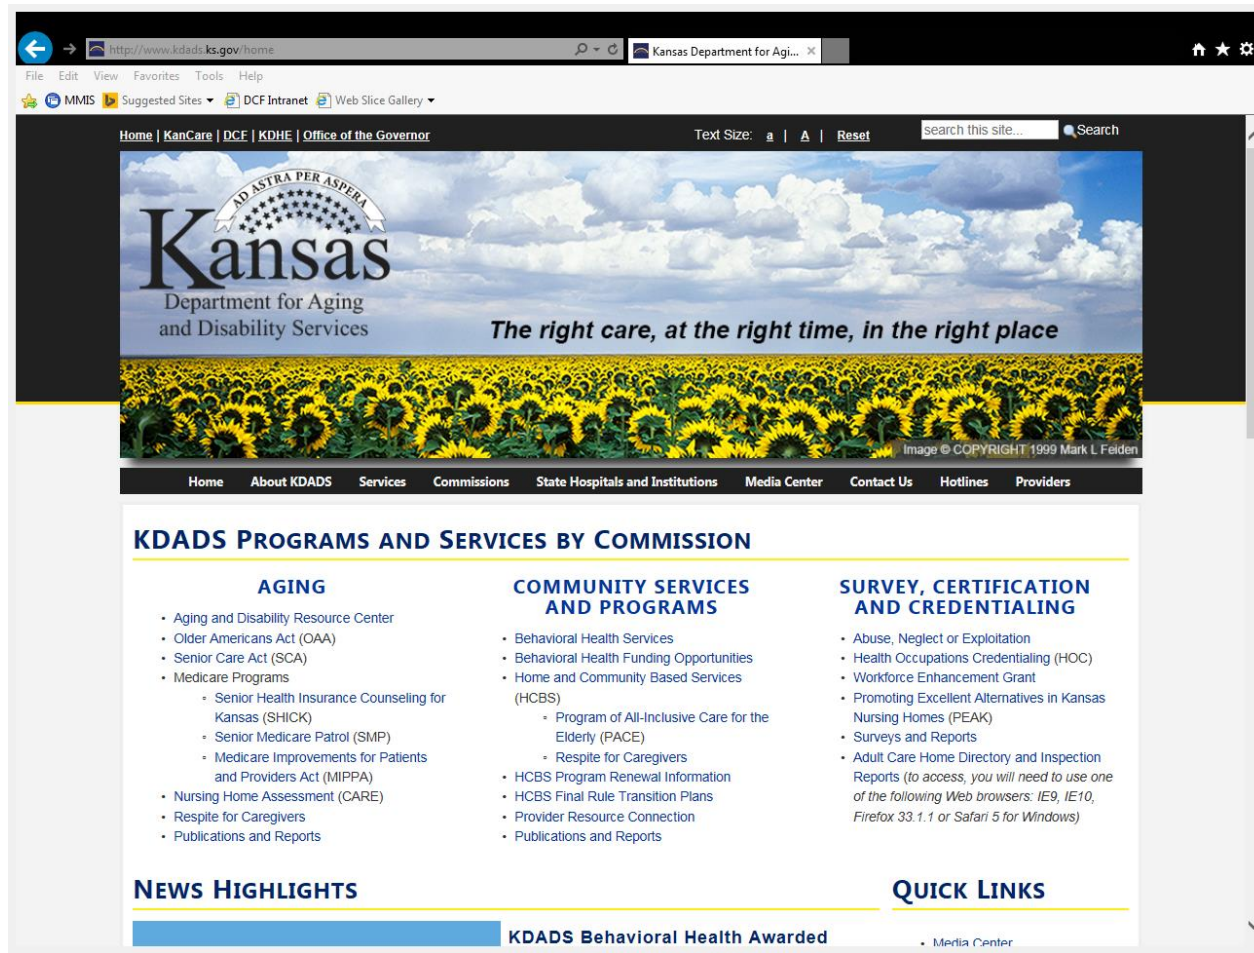 http://www.kdads.ks.gov/home
Kansas Department for Agi...
File Edit View Favorites Tools Help
MMIS Suggested Sites DCF Intranet Web Slice Gallery
Home | KanCare | DCF | KDHE | Office of the Governor
Text Size: a | A | Reset
search this site... Search
AD ASTRA PER ASPERA
Kansas
Department for Aging
and Disability Services
The right care, at the right time, in the right place
Image © COPYRIGHT 1999 Mark L Feiden
Home About KDADS Services Commissions State Hospitals and Institutions Media Center Contact Us Hotlines Providers
KDADS PROGRAMS AND SERVICES BY COMMISSION
AGING
• Aging and Disability Resource Center
• Older Americans Act (OAA)
• Senior Care Act (SCA)
• Medicare Programs
◦ Senior Health Insurance Counseling for
Kansas (SHICK)
◦ Senior Medicare Patrol (SMP)
◦ Medicare Improvements for Patients
and Providers Act (MIPPA)
• Nursing Home Assessment (CARE)
• Respite for Caregivers
• Publications and Reports
COMMUNITY SERVICES
AND PROGRAMS
• Behavioral Health Services
• Behavioral Health Funding Opportunities
• Home and Community Based Services
(HCBS)
◦ Program of All-Inclusive Care for the
Elderly (PACE)
◦ Respite for Caregivers
• HCBS Program Renewal Information
• HCBS Final Rule Transition Plans
• Provider Resource Connection
• Publications and Reports
SURVEY, CERTIFICATION
AND CREDENTIALING
• Abuse, Neglect or Exploitation
• Health Occupations Credentialing (HOC)
• Workforce Enhancement Grant
• Promoting Excellent Alternatives in Kansas
Nursing Homes (PEAK)
• Surveys and Reports
• Adult Care Home Directory and Inspection
Reports (to access, you will need to use one
of the following Web browsers: IE9, IE10,
Firefox 33.1.1 or Safari 5 for Windows)
NEWS HIGHLIGHTS
KDADS Behavioral Health Awarded
QUICK LINKS
• Media Center